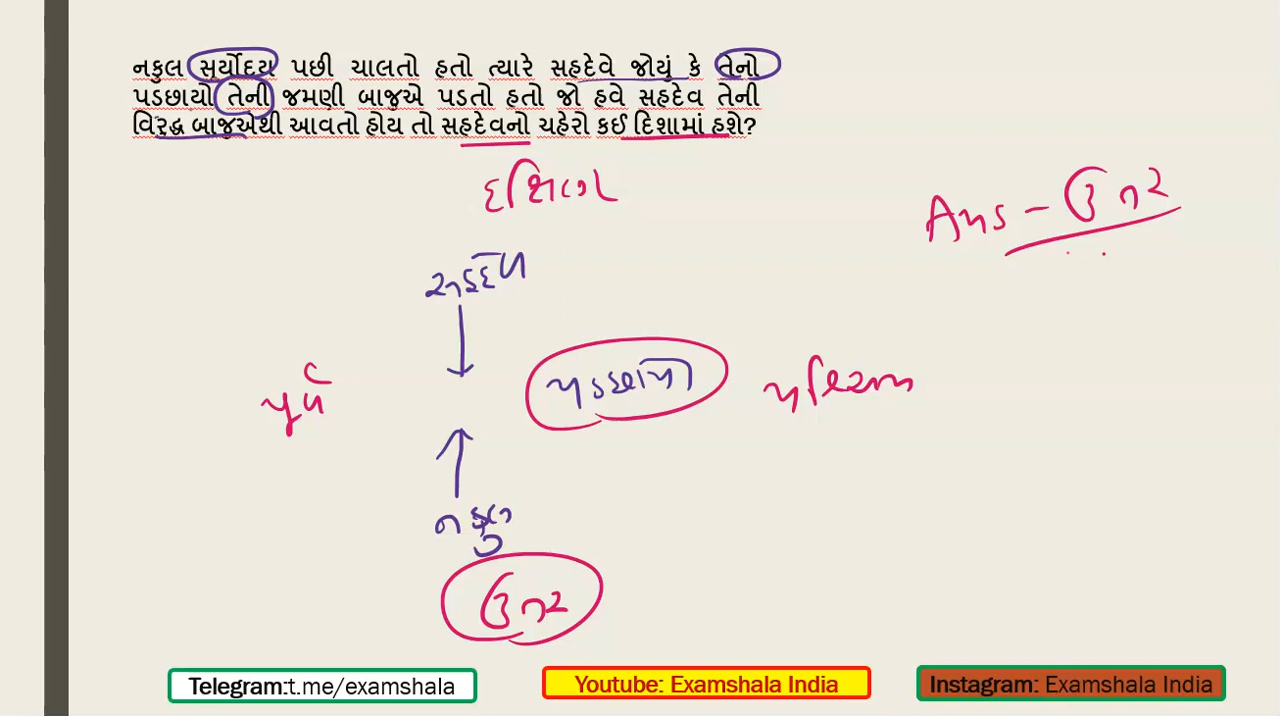 નકુલ સૂર્યોદય પછી ચાલતો હતો ત્યારે સહદેવે જોયું કે તેનો
પડછાયો તેની જમણી બાજુએ પડતો હતો જો હવે સહદેવ તેની
વિરૂદ્ધ બાજુએથી આવતો હોય તો સહદેવનો ચહેરો કઈ દિશામાં હશે?
દક્ષિણ
Ans - ઉત્તર
સહદેવ
પૂર્વ
પડછાયો
પશ્ચિમ
નકુલ
ઉત્તર
Telegram:t.me/examshala
Youtube: Examshala India
Instagram: Examshala India